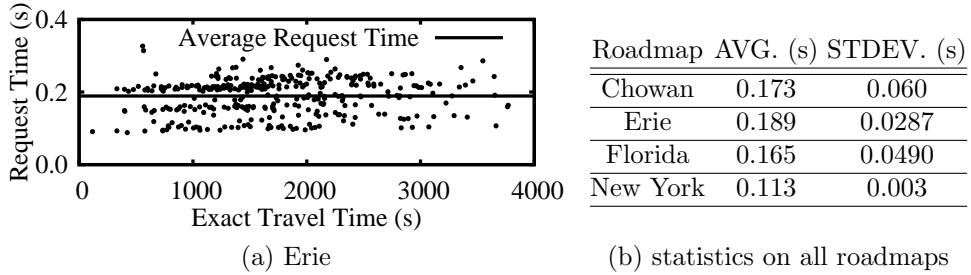 0.4
Average Request Time
0.2
0.0
Request Time (s)
0 1000 2000 3000 4000
Exact Travel Time (s)
(a) Erie
Roadmap AVG. (s) STDEV. (s)
Chowan 0.173 0.060
Erie 0.189 0.0287
Florida 0.165 0.0490
New York 0.113 0.003
(b) statistics on all roadmaps